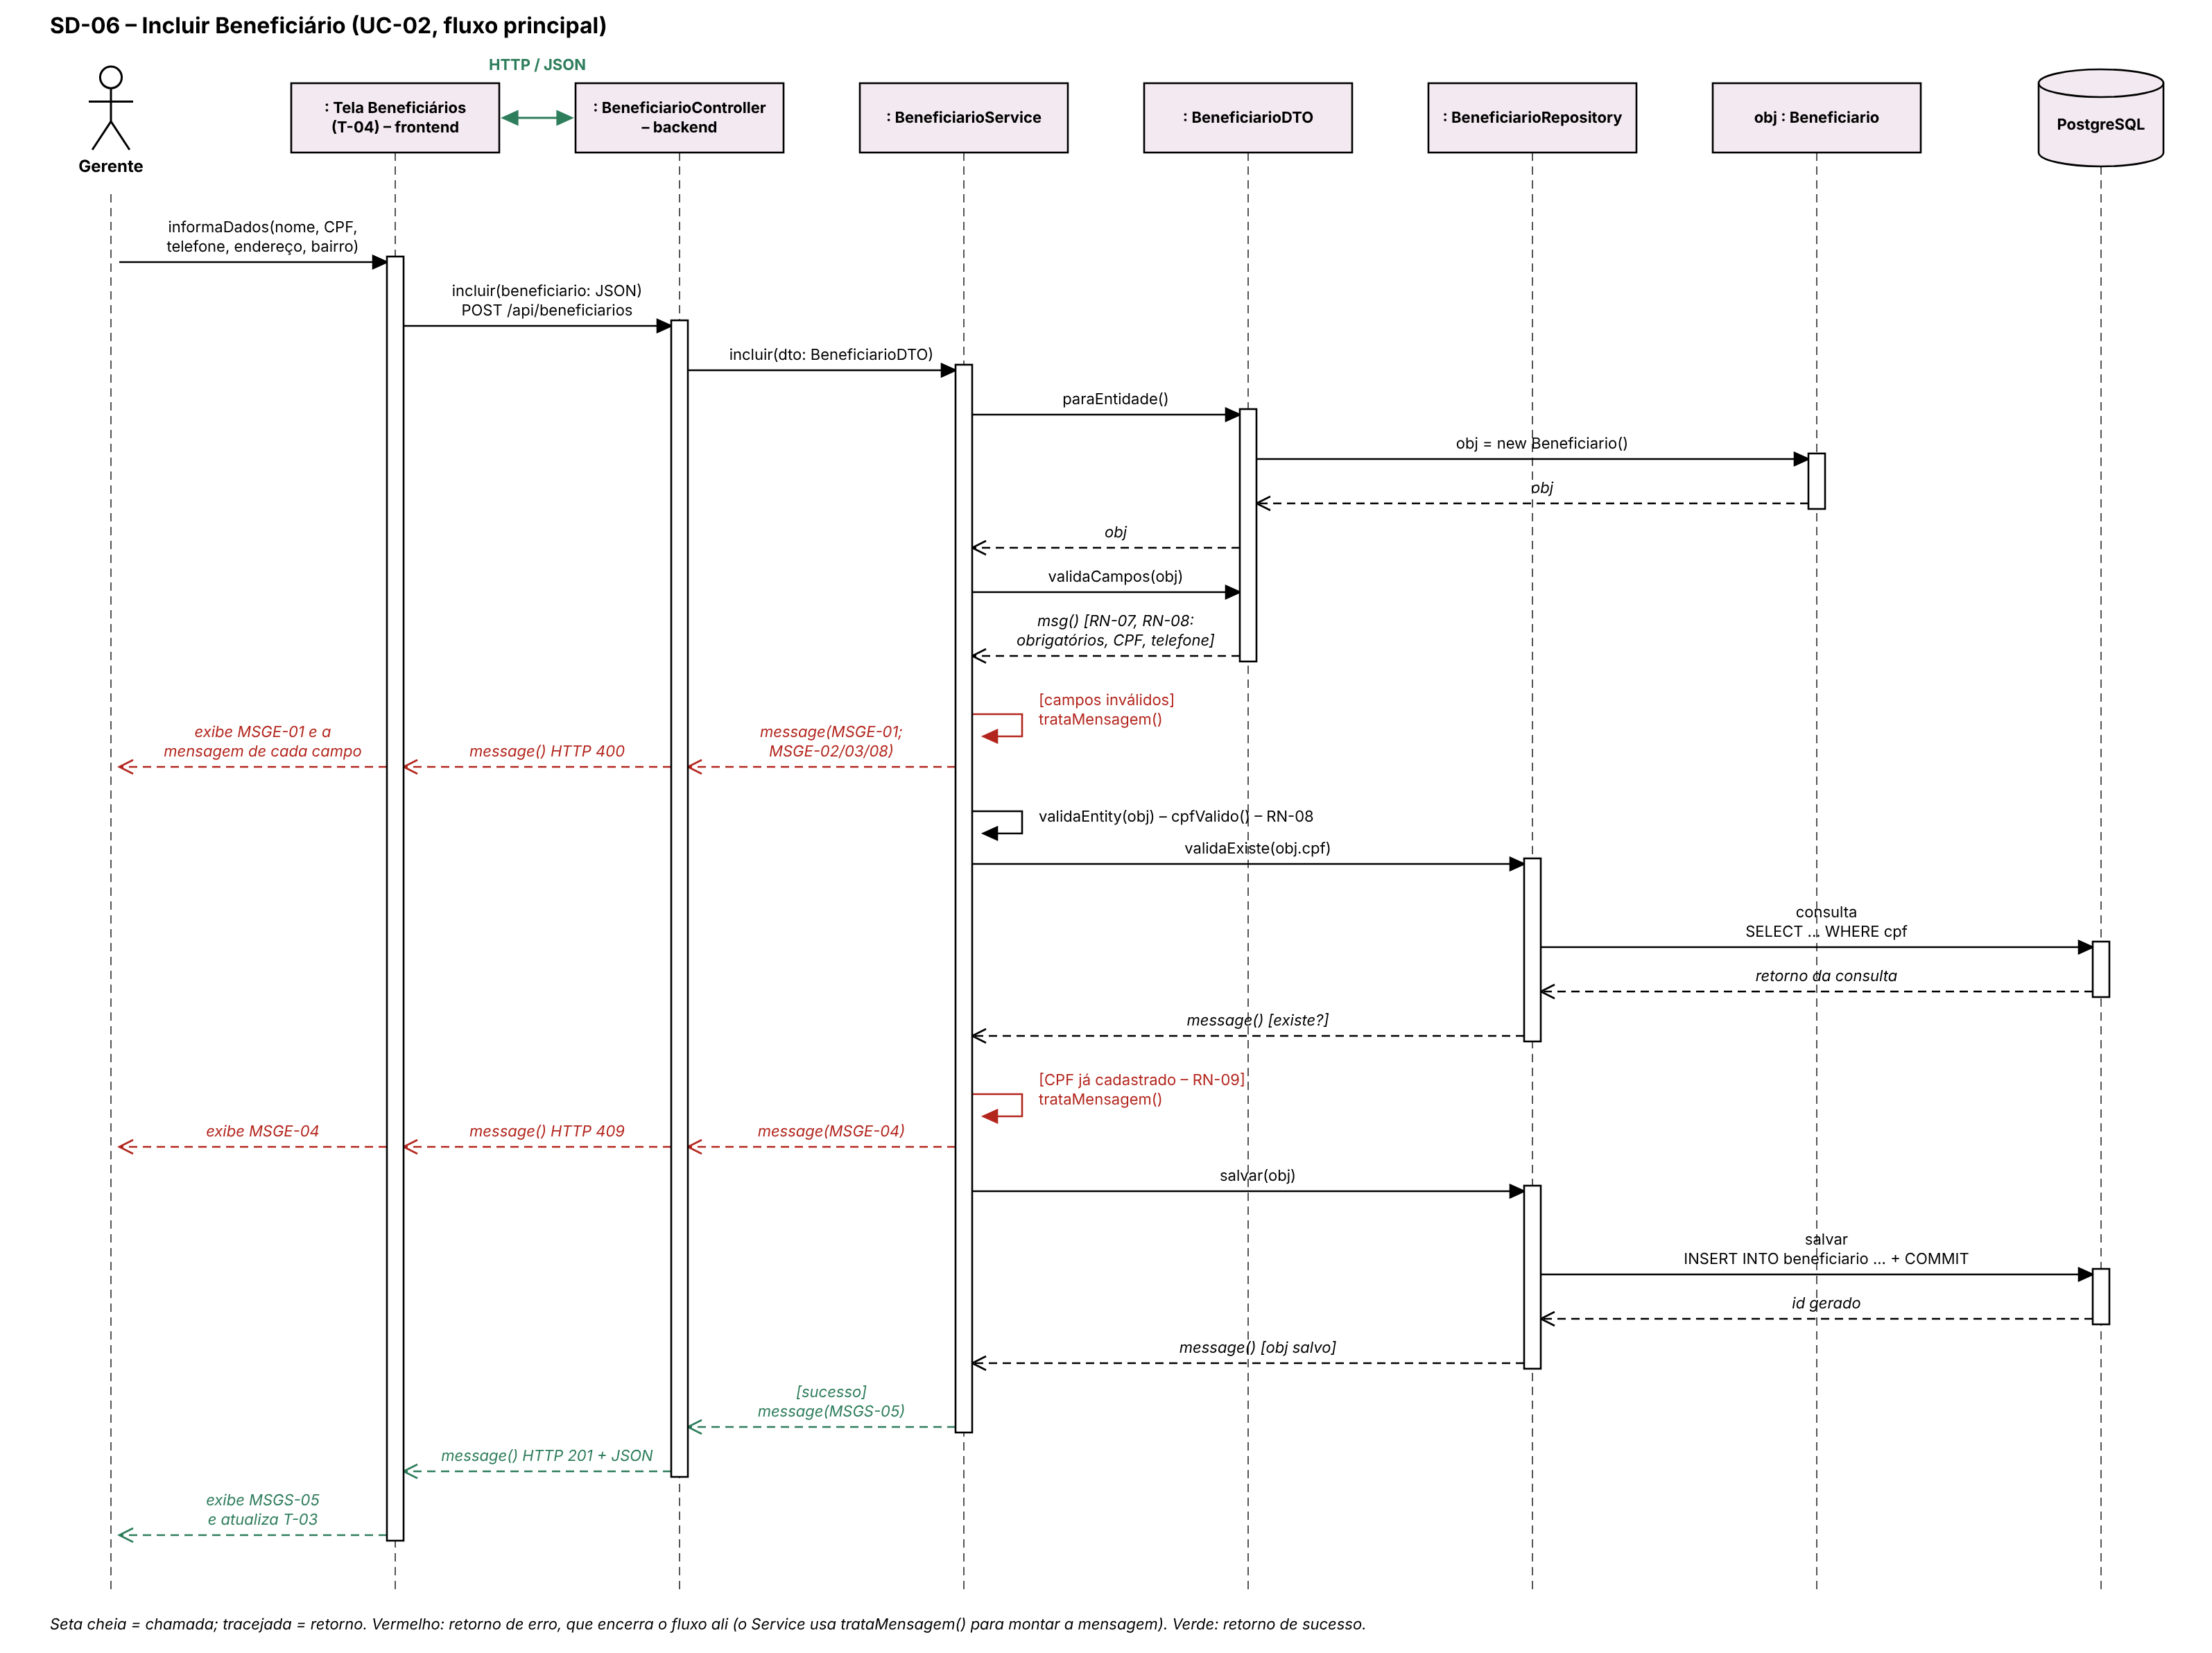 SD-06 – Incluir Beneficiário (UC-02, fluxo principal)
HTTP / JSON
Gerente
: Tela Beneficiários
(T-04) – frontend
: BeneficiarioController
– backend
: BeneficiarioService
: BeneficiarioDTO
: BeneficiarioRepository
obj : Beneficiario
PostgreSQL
informaDados(nome, CPF,
telefone, endereço, bairro)
incluir(beneficiario: JSON)
POST /api/beneficiarios
incluir(dto: BeneficiarioDTO)
paraEntidade()
obj = new Beneficiario()
obj
obj
validaCampos(obj)
msg() [RN-07, RN-08:
obrigatórios, CPF, telefone]
[campos inválidos]
trataMensagem()
message(MSGE-01;
MSGE-02/03/08)
message() HTTP 400
exibe MSGE-01 e a
mensagem de cada campo
validaEntity(obj) – cpfValido() – RN-08
validaExiste(obj.cpf)
consulta
SELECT ... WHERE cpf
retorno da consulta
message() [existe?]
[CPF já cadastrado – RN-09]
trataMensagem()
message(MSGE-04)
message() HTTP 409
exibe MSGE-04
salvar(obj)
salvar
INSERT INTO beneficiario ... + COMMIT
id gerado
message() [obj salvo]
[sucesso]
message(MSGS-05)
message() HTTP 201 + JSON
exibe MSGS-05
e atualiza T-03
Seta cheia = chamada; tracejada = retorno. Vermelho: retorno de erro, que encerra o fluxo ali (o Service usa trataMensagem() para montar a mensagem). Verde: retorno de sucesso.